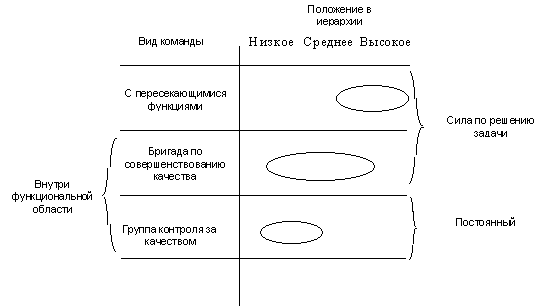 Положение в
иерархии
Вид команды
Низкое Среднее Высокое
С пересекающимися
функциями
Сила по решению
задачи
Бригада по
совершенствованию
качества
Внутри
функциональной
области
Группа контроля за
качеством
Постоянный